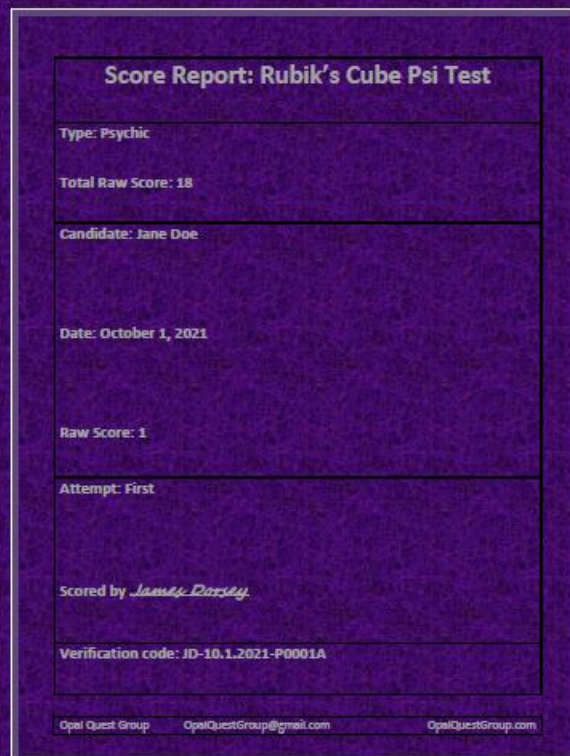 Score Report: Rubik's Cube Psi Test
Type: Psychic
Total Raw Score: 18
Candidate: Jane Doe
Date: October 1, 2021
Raw Score: 1
Attempt: First
Scored by James Dorsey
Verification code: JD-10.1.2021-P0001A
Opal Quest Group OpalQuestGroup@gmail.com OpalQuestGroup.com